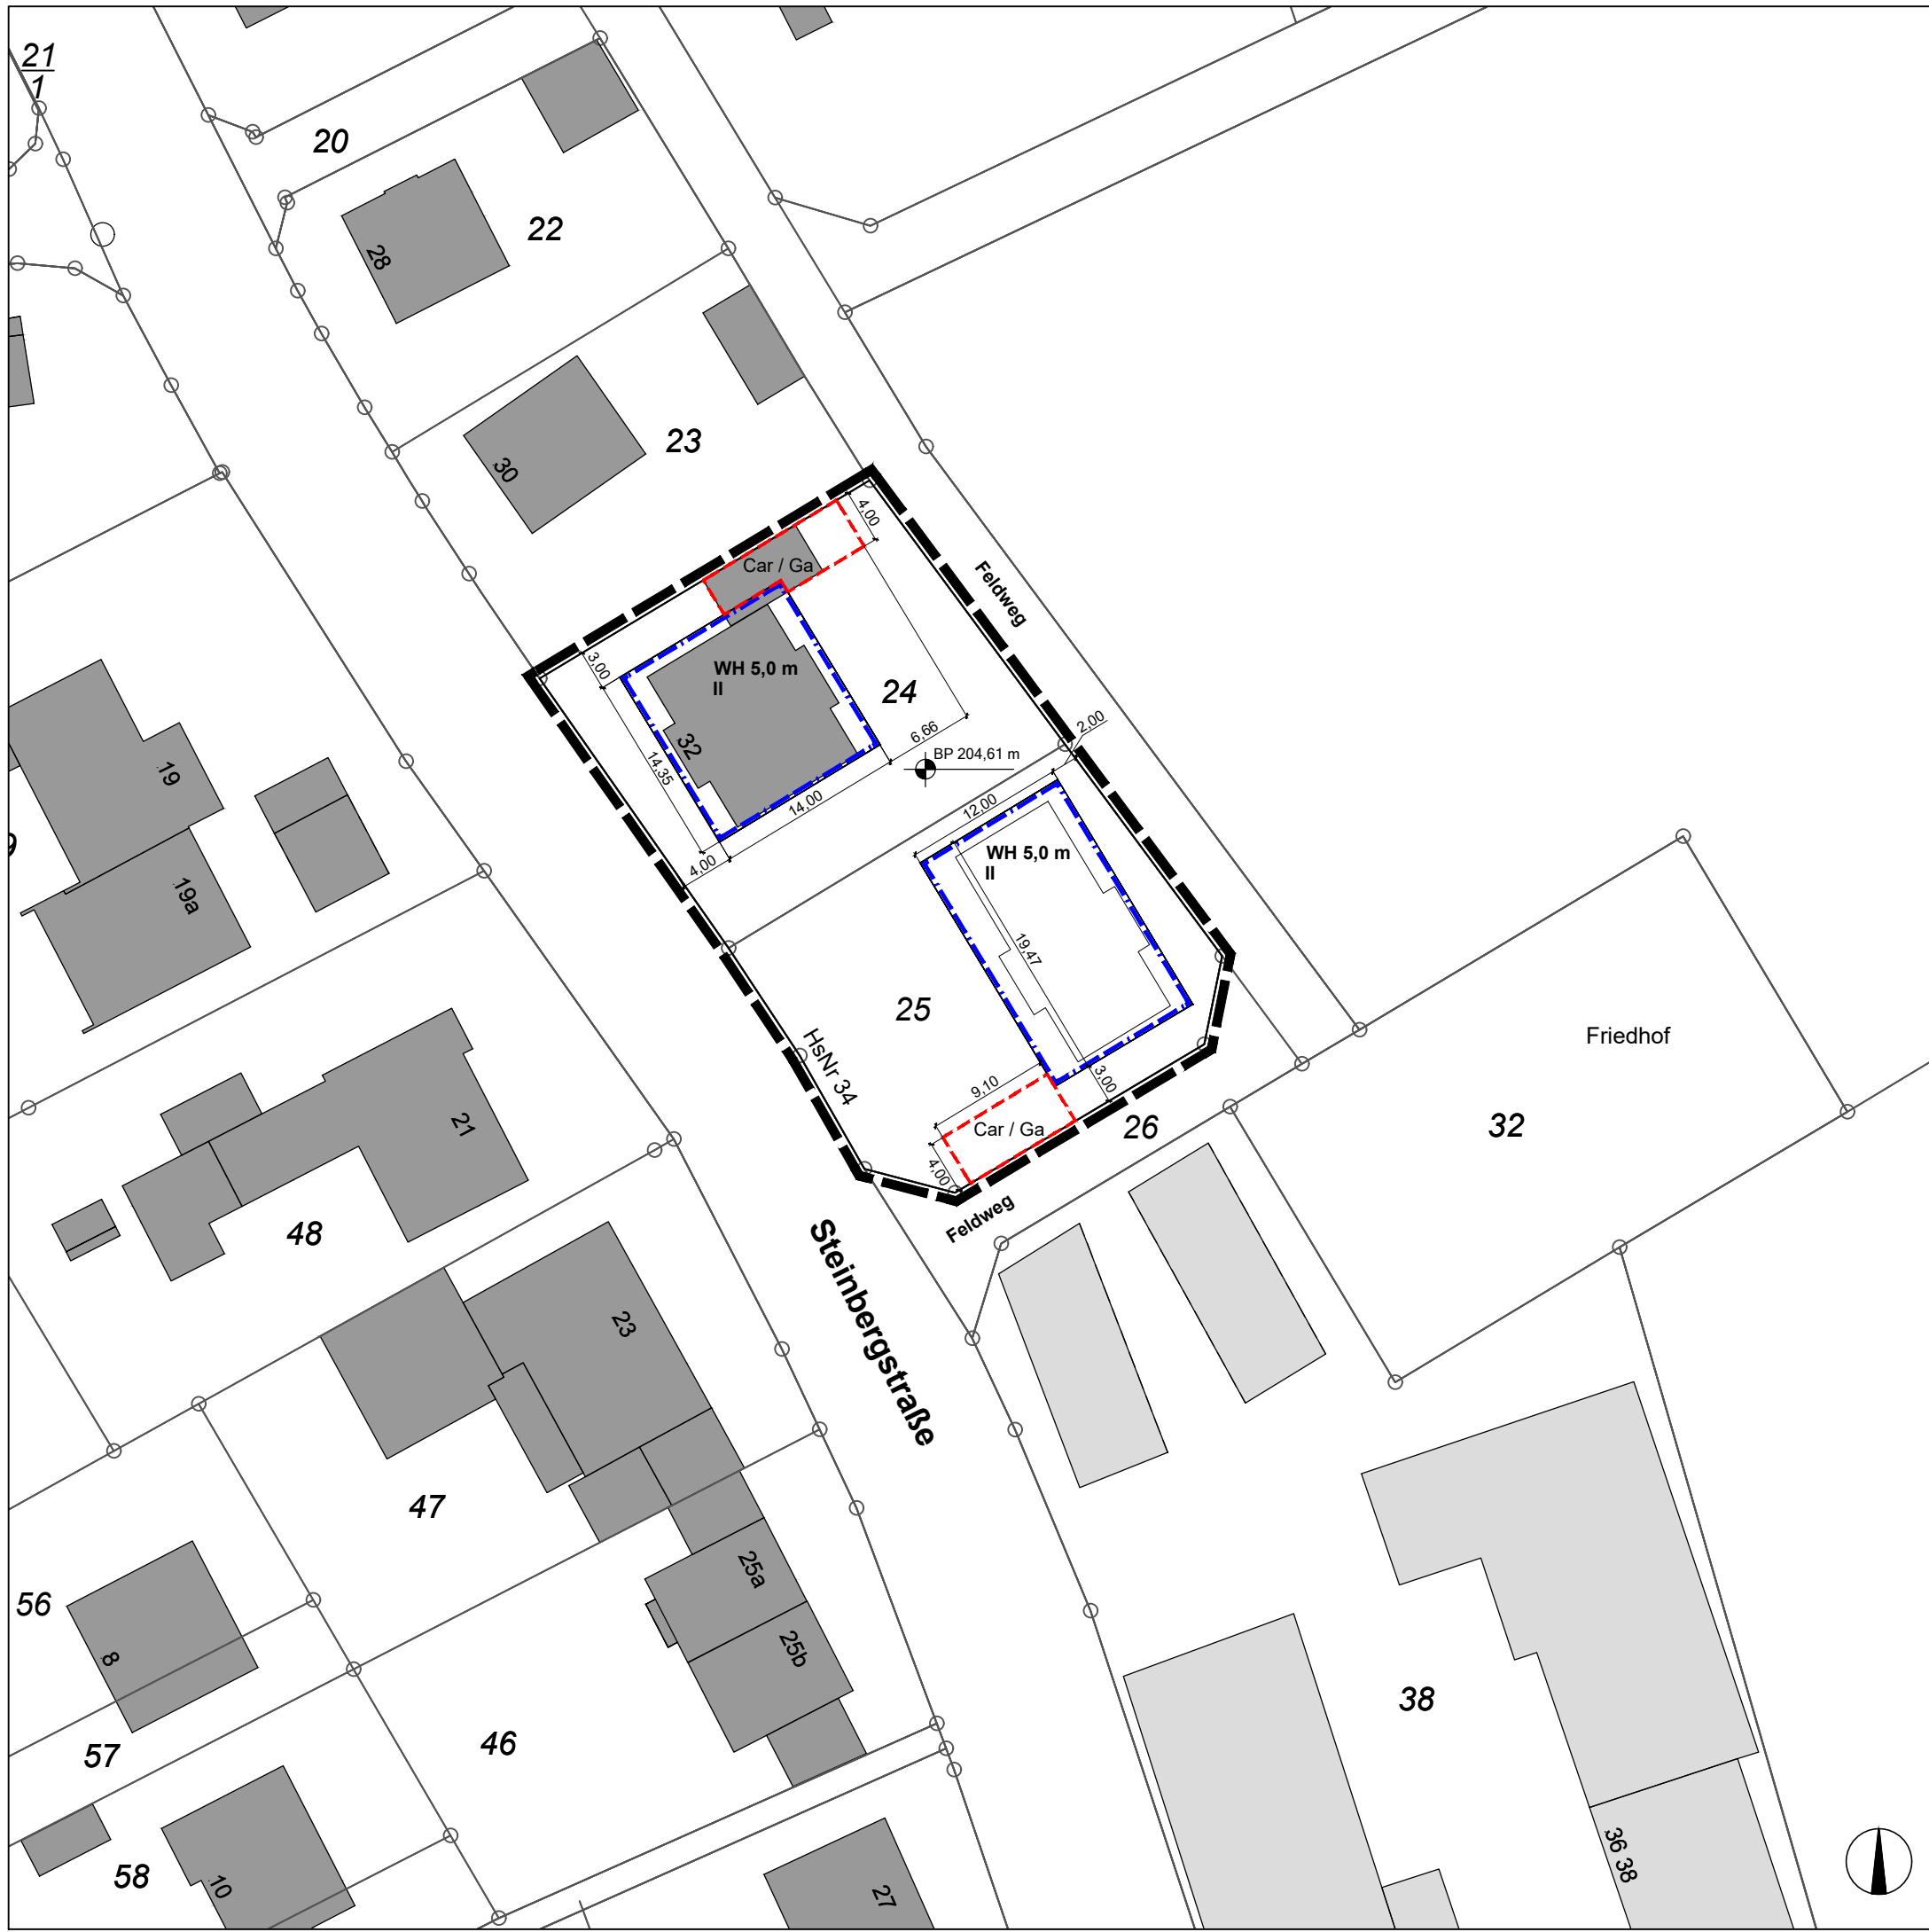 21
1
20
22
28
23
30
4,00
Car / Ga
Feldweg
3,00
WH 5,0 m
II
24
32
6,66
2,00
BP 204,61 m
14,35
14,00
12,00
4,00
19
9
19a
WH 5,0 m
II
19,47
25
HsNr 34
Friedhof
9,10
3,00
Car / Ga
26
32
21
4,00
Feldweg
48
Steinbergstraße
23
47
25a
56
25b
8
38
46
57
36 38
58
10
27